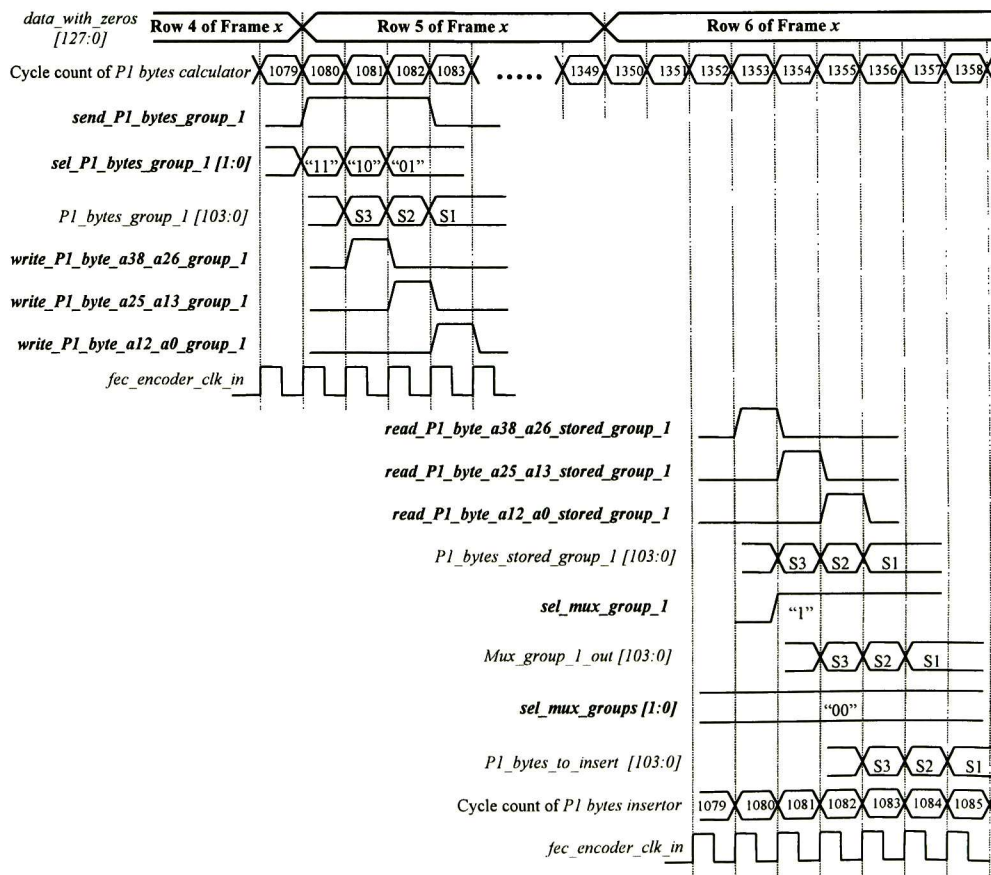 data_with_zeros [127:0]
Row 4 of Frame x Row 5 of Frame x Row 6 of Frame x
Cycle count of P1 bytes calculator 1079 1080 1081 1082 1083 ..... 1349 1350 1351 1352 1353 1354 1355 1356 1357 1358
send_P1_bytes_group_1
sel_P1_bytes_group_1 [1:0] “11” “10” “01”
P1_bytes_group_1 [103:0] S3 S2 S1
write_P1_byte_a38_a26_group_1
write_P1_byte_a25_a13_group_1
write_P1_byte_a12_a0_group_1
fec_encoder_clk_in
read_P1_byte_a38_a26_stored_group_1
read_P1_byte_a25_a13_stored_group_1
read_P1_byte_a12_a0_stored_group_1
P1_bytes_stored_group_1 [103:0] S3 S2 S1
sel_mux_group_1 “1”
Mux_group_1_out [103:0] S3 S2 S1
sel_mux_groups [1:0] “00”
P1_bytes_to_insert [103:0] S3 S2 S1
Cycle count of P1 bytes insertor 1079 1080 1081 1082 1083 1084 1085
fec_encoder_clk_in